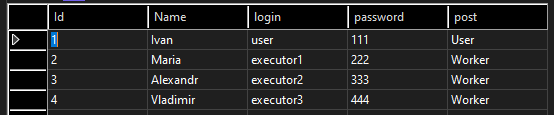 Id Name login password post
1 Ivan user 111 User
2 Maria executor1 222 Worker
3 Alexandr executor2 333 Worker
4 Vladimir executor3 444 Worker